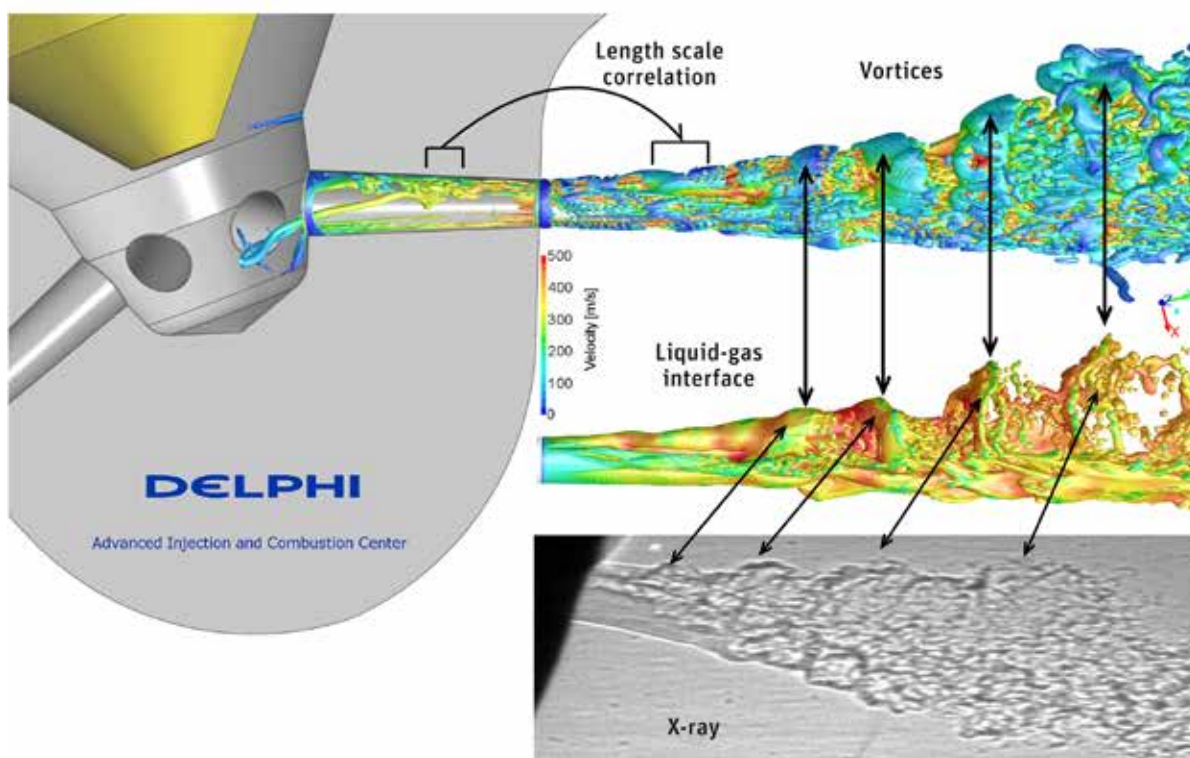 Length scale
correlation
Vortices
500
400
300
200
100
0
Velocity [m/s]
Z
X
Liquid-gas
interface
DELPHI
Advanced Injection and Combustion Center
X-ray